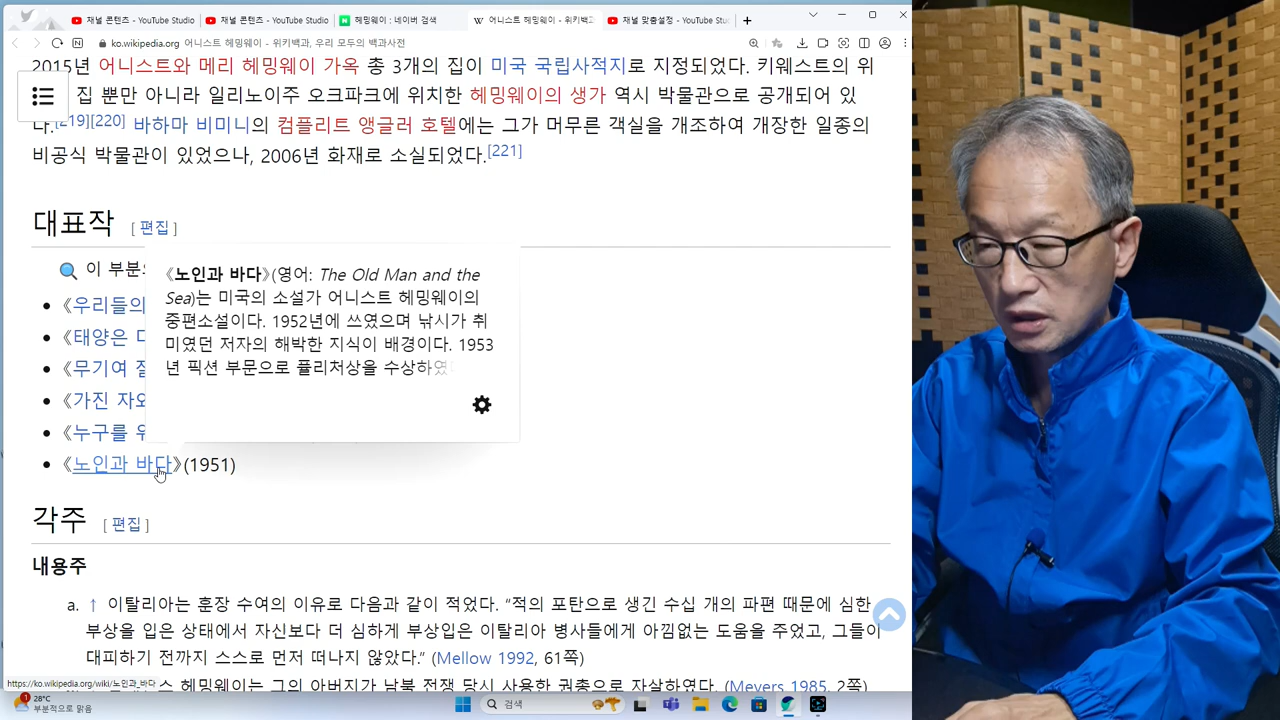 채널 콘텐츠 - YouTube Studio
채널 콘텐츠 - YouTube Studio
헤밍웨이 : 네이버 검색
어니스트 헤밍웨이 - 위키백과
채널 맞춤설정 - YouTube Stu
ko.wikipedia.org 어니스트 헤밍웨이 - 위키백과, 우리 모두의 백과사전
2015년 어니스트와 메리 헤밍웨이 가옥 총 3개의 집이 미국 국립사적지로 지정되었다. 키웨스트의 위
집 뿐만 아니라 일리노이주 오크파크에 위치한 헤밍웨이의 생가 역시 박물관으로 공개되어 있
다.[219][220] 바하마 비미니의 컴플리트 앵글러 호텔에는 그가 머무른 객실을 개조하여 개장한 일종의
비공식 박물관이 있었으나, 2006년 화재로 소실되었다.[221]
대표작 [ 편집 ]
이 부분
《우리들의
《태양은 다
《무기여 잘
《가진 자와
《누구를 위
《노인과 바다》(1951)
《노인과 바다》(영어: The Old Man and the
Sea)는 미국의 소설가 어니스트 헤밍웨이의
중편소설이다. 1952년에 쓰였으며 낚시가 취
미였던 저자의 해박한 지식이 배경이다. 1953
년 픽션 부문으로 퓰리처상을 수상하였
각주 [ 편집 ]
내용주
a. ↑ 이탈리아는 훈장 수여의 이유로 다음과 같이 적었다. “적의 포탄으로 생긴 수십 개의 파편 때문에 심한
부상을 입은 상태에서 자신보다 더 심하게 부상입은 이탈리아 병사들에게 아낌없는 도움을 주었고, 그들이
대피하기 전까지 스스로 먼저 떠나지 않았다.” (Mellow 1992, 61쪽)
헤밍웨이는 그의 아버지가 남북 전쟁 당시 사용한 권총으로 자살하였다. (Meyers 1985, 2쪽)
https://ko.wikipedia.org/wiki/노인과_바다
1
28°C
부분적으로 맑음
검색